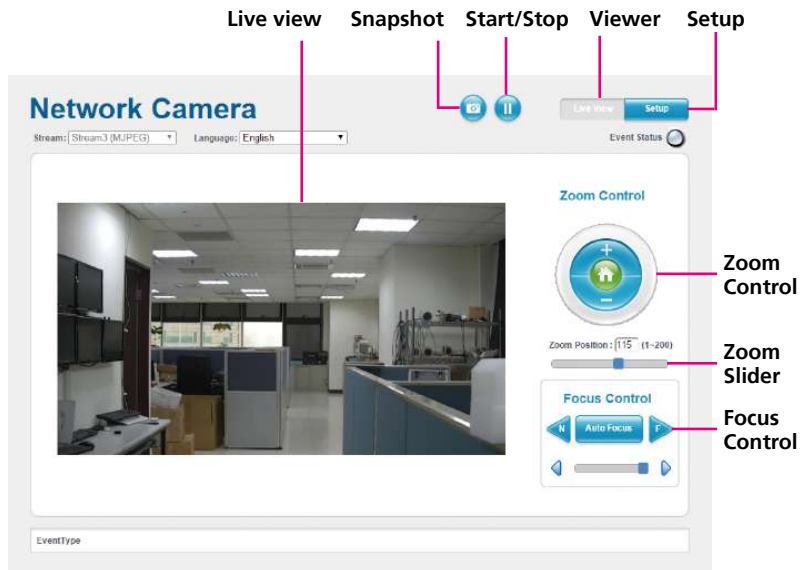 Live view Snapshot Start/Stop Viewer Setup
Network Camera
Live View Setup
Stream: Stream3 (MJPEG) Language: English
Event Status
Zoom Control
+
−
Zoom
Control
Zoom Position : 115 (1~200)
Zoom
Slider
Focus Control
N Auto Focus F
Focus
Control
EventType